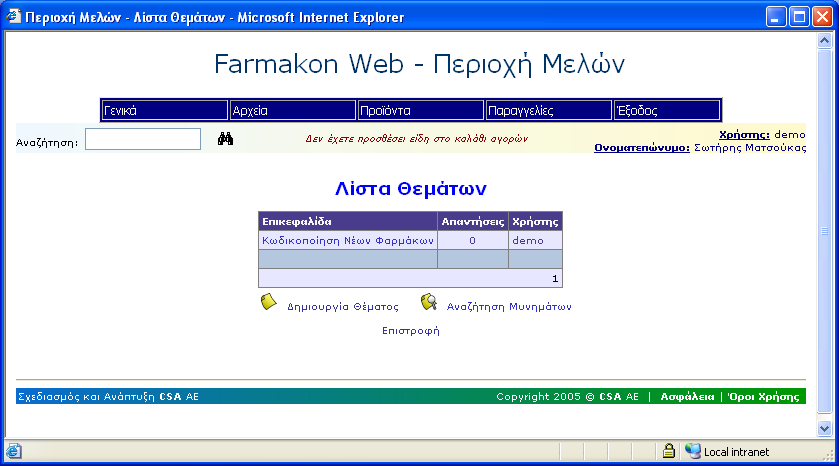 Περιοχή Μελών - Λίστα Θεμάτων - Microsoft Internet Explorer
Farmakon Web - Περιοχή Μελών
Γενικά Αρχεία Προϊόντα Παραγγελίες Έξοδος
Αναζήτηση: Δεν έχετε προσθέσει είδη στο καλάθι αγορών Χρήστης: demo
Ονοματεπώνυμο: Σωτήρης Ματσούκας
Λίστα Θεμάτων
Επικεφαλίδα Απαντήσεις Χρήστης
Κωδικοποίηση Νέων Φαρμάκων 0 demo
1
Δημιουργία Θέματος Αναζήτηση Μυνημάτων
Επιστροφή
Σχεδιασμός και Ανάπτυξη CSA ΑΕ Copyright 2005 © CSA ΑΕ | Ασφάλεια | Όροι Χρήσης
Local intranet